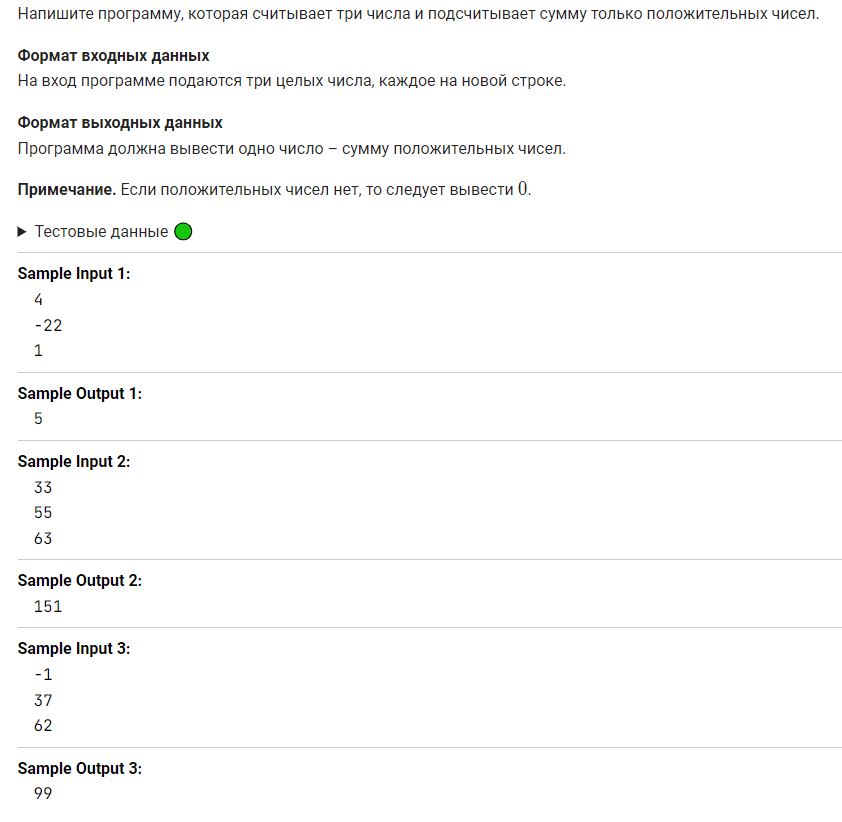 Напишите программу, которая считывает три числа и подсчитывает сумму только положительных чисел.
Формат входных данных
На вход программе подаются три целых числа, каждое на новой строке.
Формат выходных данных
Программа должна вывести одно число – сумму положительных чисел.
Примечание. Если положительных чисел нет, то следует вывести 0.
Тестовые данные
Sample Input 1:
4
-22
1
Sample Output 1:
5
Sample Input 2:
33
55
63
Sample Output 2:
151
Sample Input 3:
-1
37
62
Sample Output 3:
99